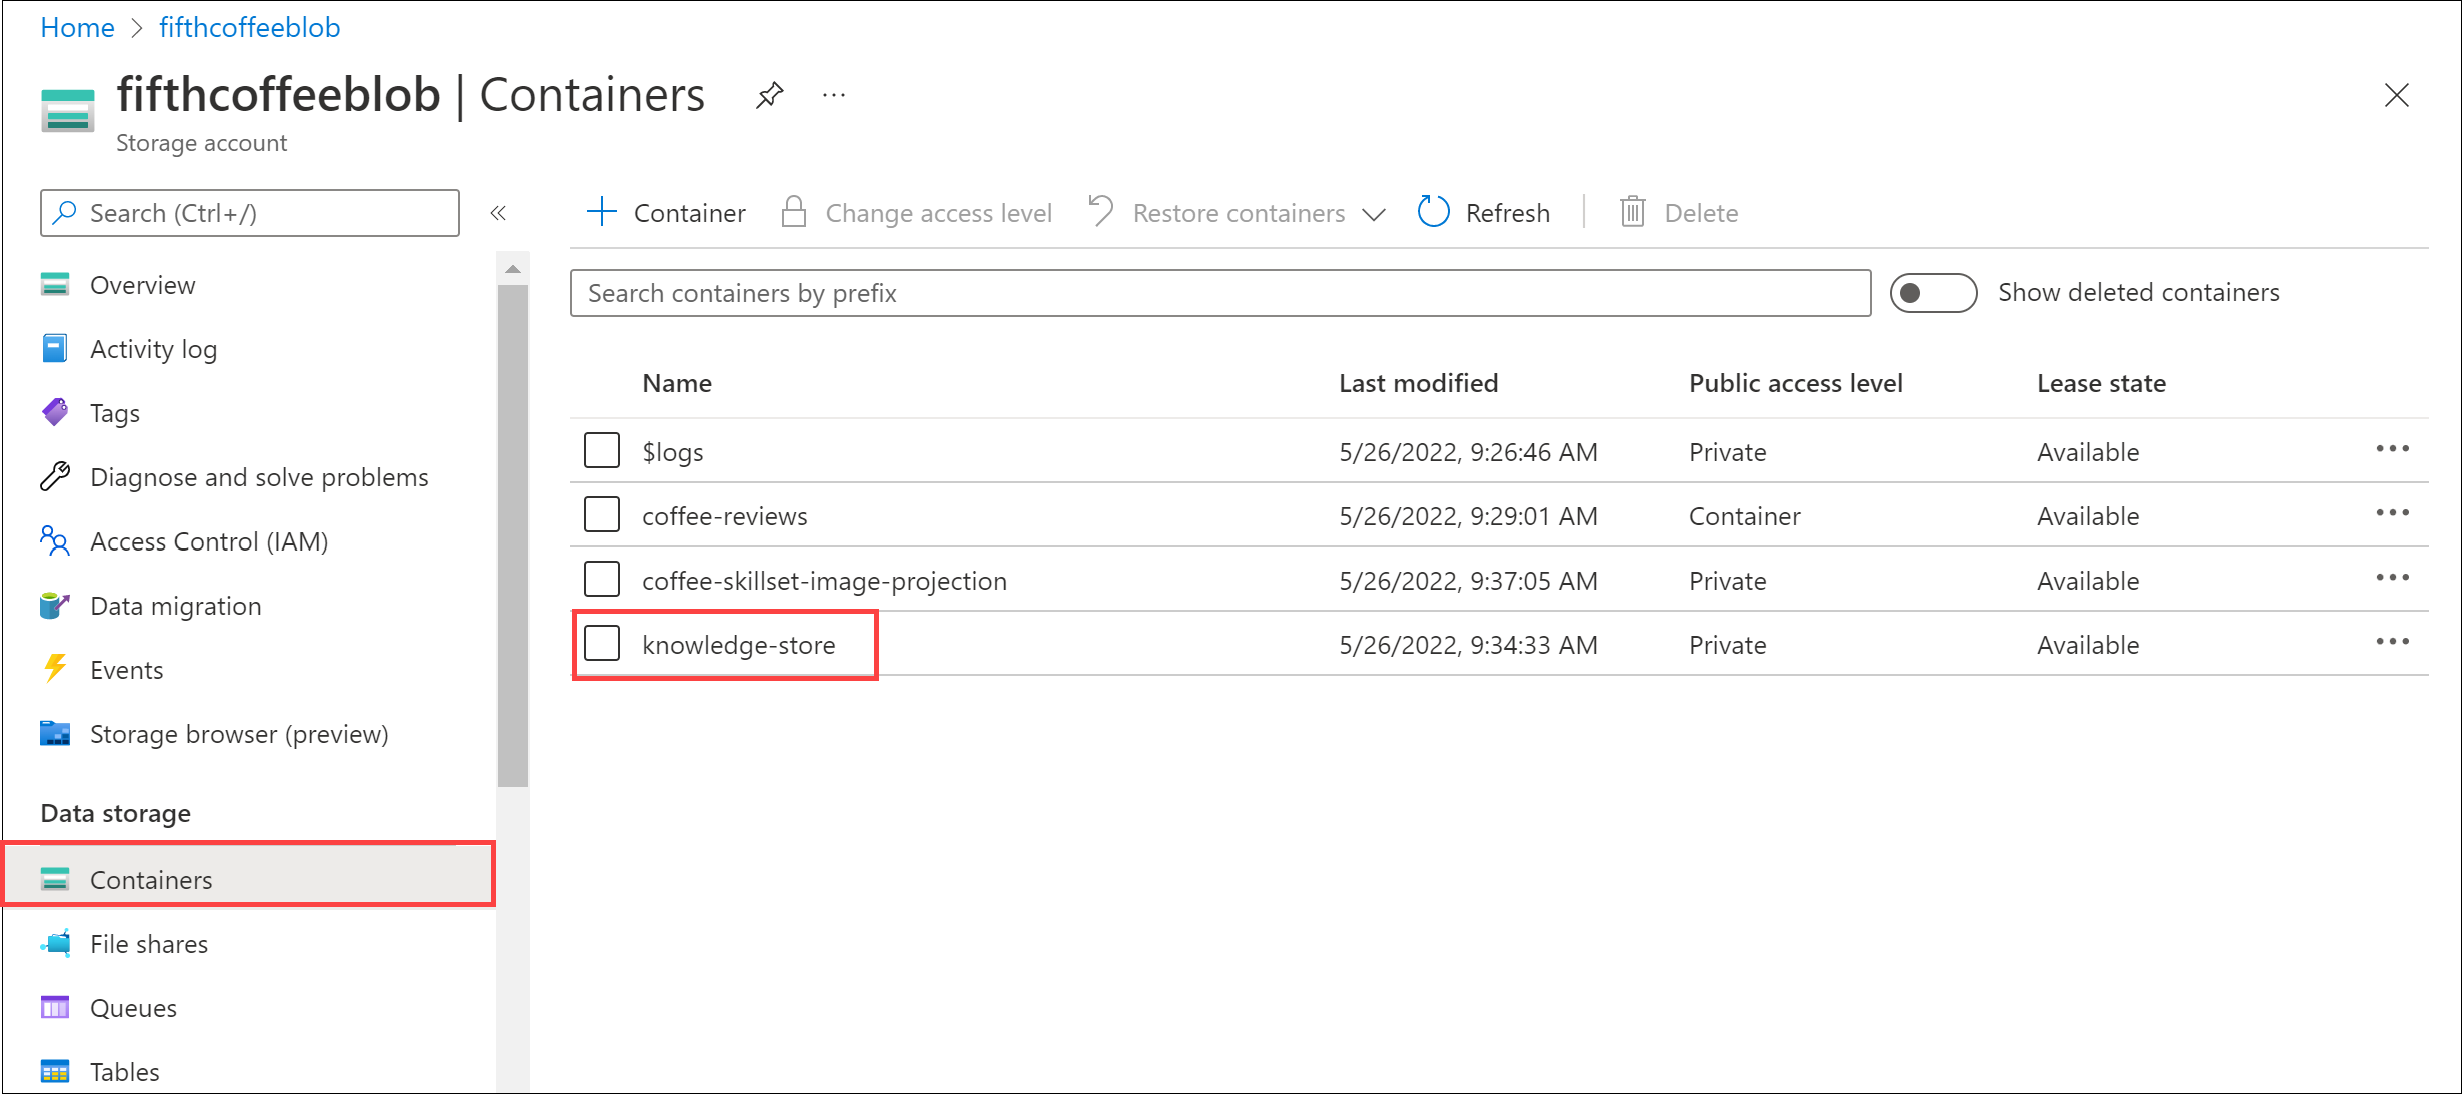 Home > fifthcoffeeblob
fifthcoffeeblob | Containers ...
Storage account
Search (Ctrl+/) «
Overview
Activity log
Tags
Diagnose and solve problems
Access Control (IAM)
Data migration
Events
Storage browser (preview)
Data storage
Containers
File shares
Queues
Tables
+ Container Change access level Restore containers Refresh Delete
Search containers by prefix Show deleted containers
Name Last modified Public access level Lease state
$logs 5/26/2022, 9:26:46 AM Private Available ...
coffee-reviews 5/26/2022, 9:29:01 AM Container Available ...
coffee-skillset-image-projection 5/26/2022, 9:37:05 AM Private Available ...
knowledge-store 5/26/2022, 9:34:33 AM Private Available ...